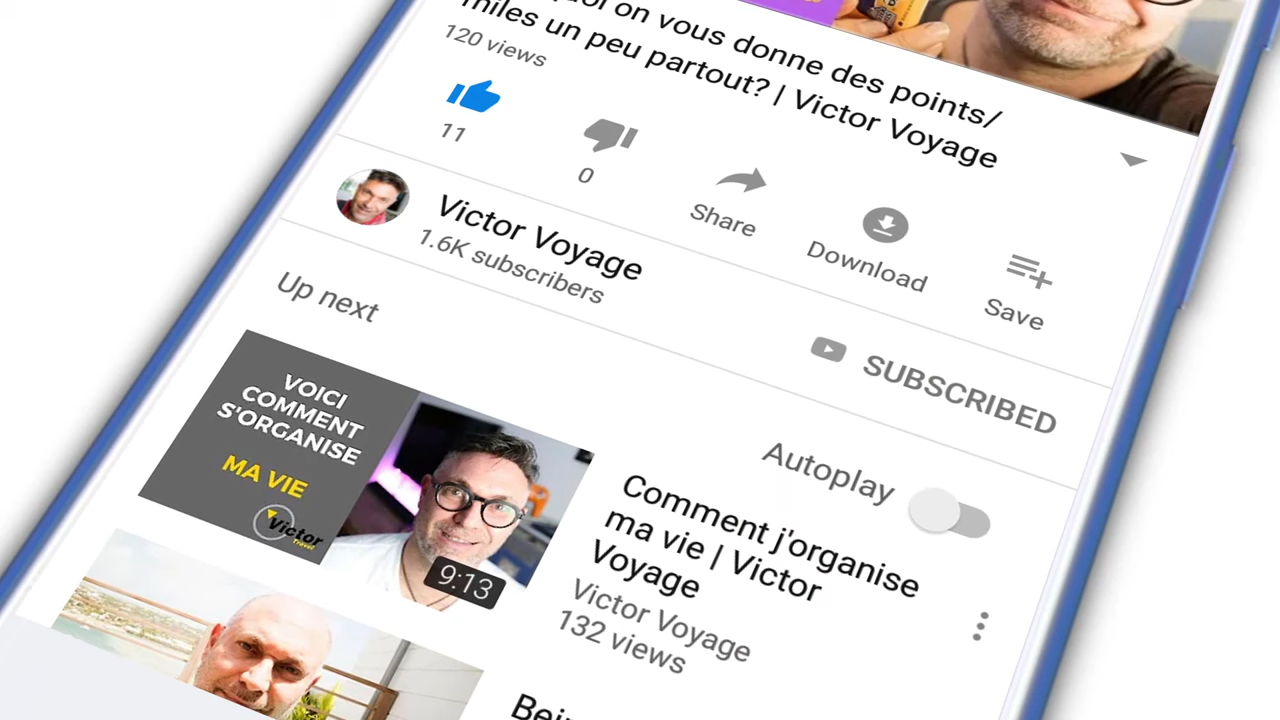 oi on vous donne des points/
miles un peu partout? | Victor Voyage
120 views
11
0
Share
Download
Save
Victor Voyage
1.6K subscribers
SUBSCRIBED
Up next
Autoplay
VOICI
COMMENT
S'ORGANISE
MA VIE
Victor
Travel
9:13
Comment j'organise
ma vie | Victor
Voyage
Victor Voyage
132 views